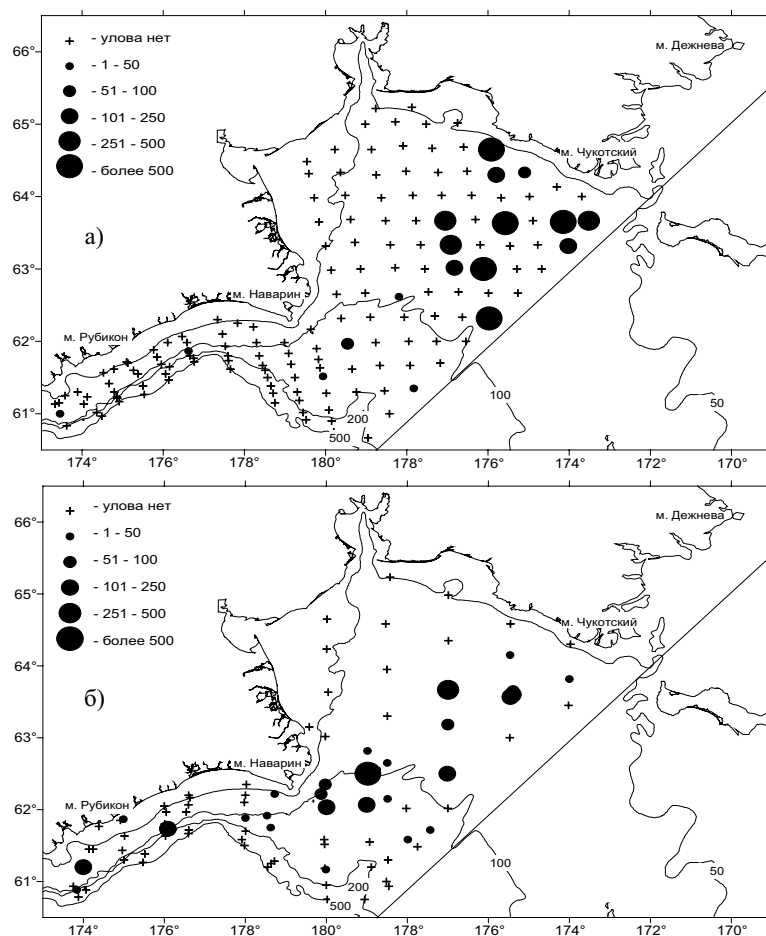 66°
65°
64°
63°
62°
61°
- улова нет
- 1 - 50
- 51 - 100
- 101 - 250
- 251 - 500
- более 500
а)
м. Дежнева
м. Чукотский
м. Наварин
м. Рубикон
200
500
100
50
174° 176° 178° 180° 178° 176° 174° 172° 170°
66°
65°
64°
63°
62°
61°
- улова нет
- 1 - 50
- 51 - 100
- 101 - 250
- 251 - 500
- более 500
б)
м. Дежнева
м. Чукотский
м. Наварин
м. Рубикон
200
500
100
50
174° 176° 178° 180° 178° 176° 174° 172° 170°